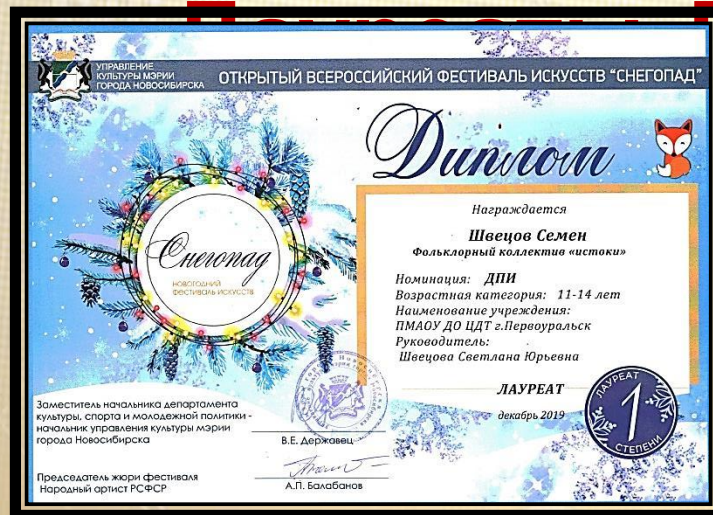 УПРАВЛЕНИЕ
КУЛЬТУРЫ МЭРИИ
ГОРОДА НОВОСИБИРСКА
ОТКРЫТЫЙ ВСЕРОССИЙСКИЙ ФЕСТИВАЛЬ ИСКУССТВ "СНЕГОПАД"
Диплом
Снегопад
НОВОГОДНИЙ
ФЕСТИВАЛЬ ИСКУССТВ
Награждается
Швецов Семен
Фольклорный коллектив «истоки»
Номинация: ДПИ
Возрастная категория: 11-14 лет
Наименование учреждения:
ПМАОУ ДО ЦДТ г.Первоуральск
Руководитель:
Швецова Светлана Юрьевна
ЛАУРЕАТ
декабрь 2019
ЛАУРЕАТ
1
СТЕПЕНИ
Заместитель начальника департамента
культуры, спорта и молодежной политики -
начальник управления культуры мэрии
города Новосибирска
В.Е. Державец
Председатель жюри фестиваля
Народный артист РСФСР
А.П. Балабанов